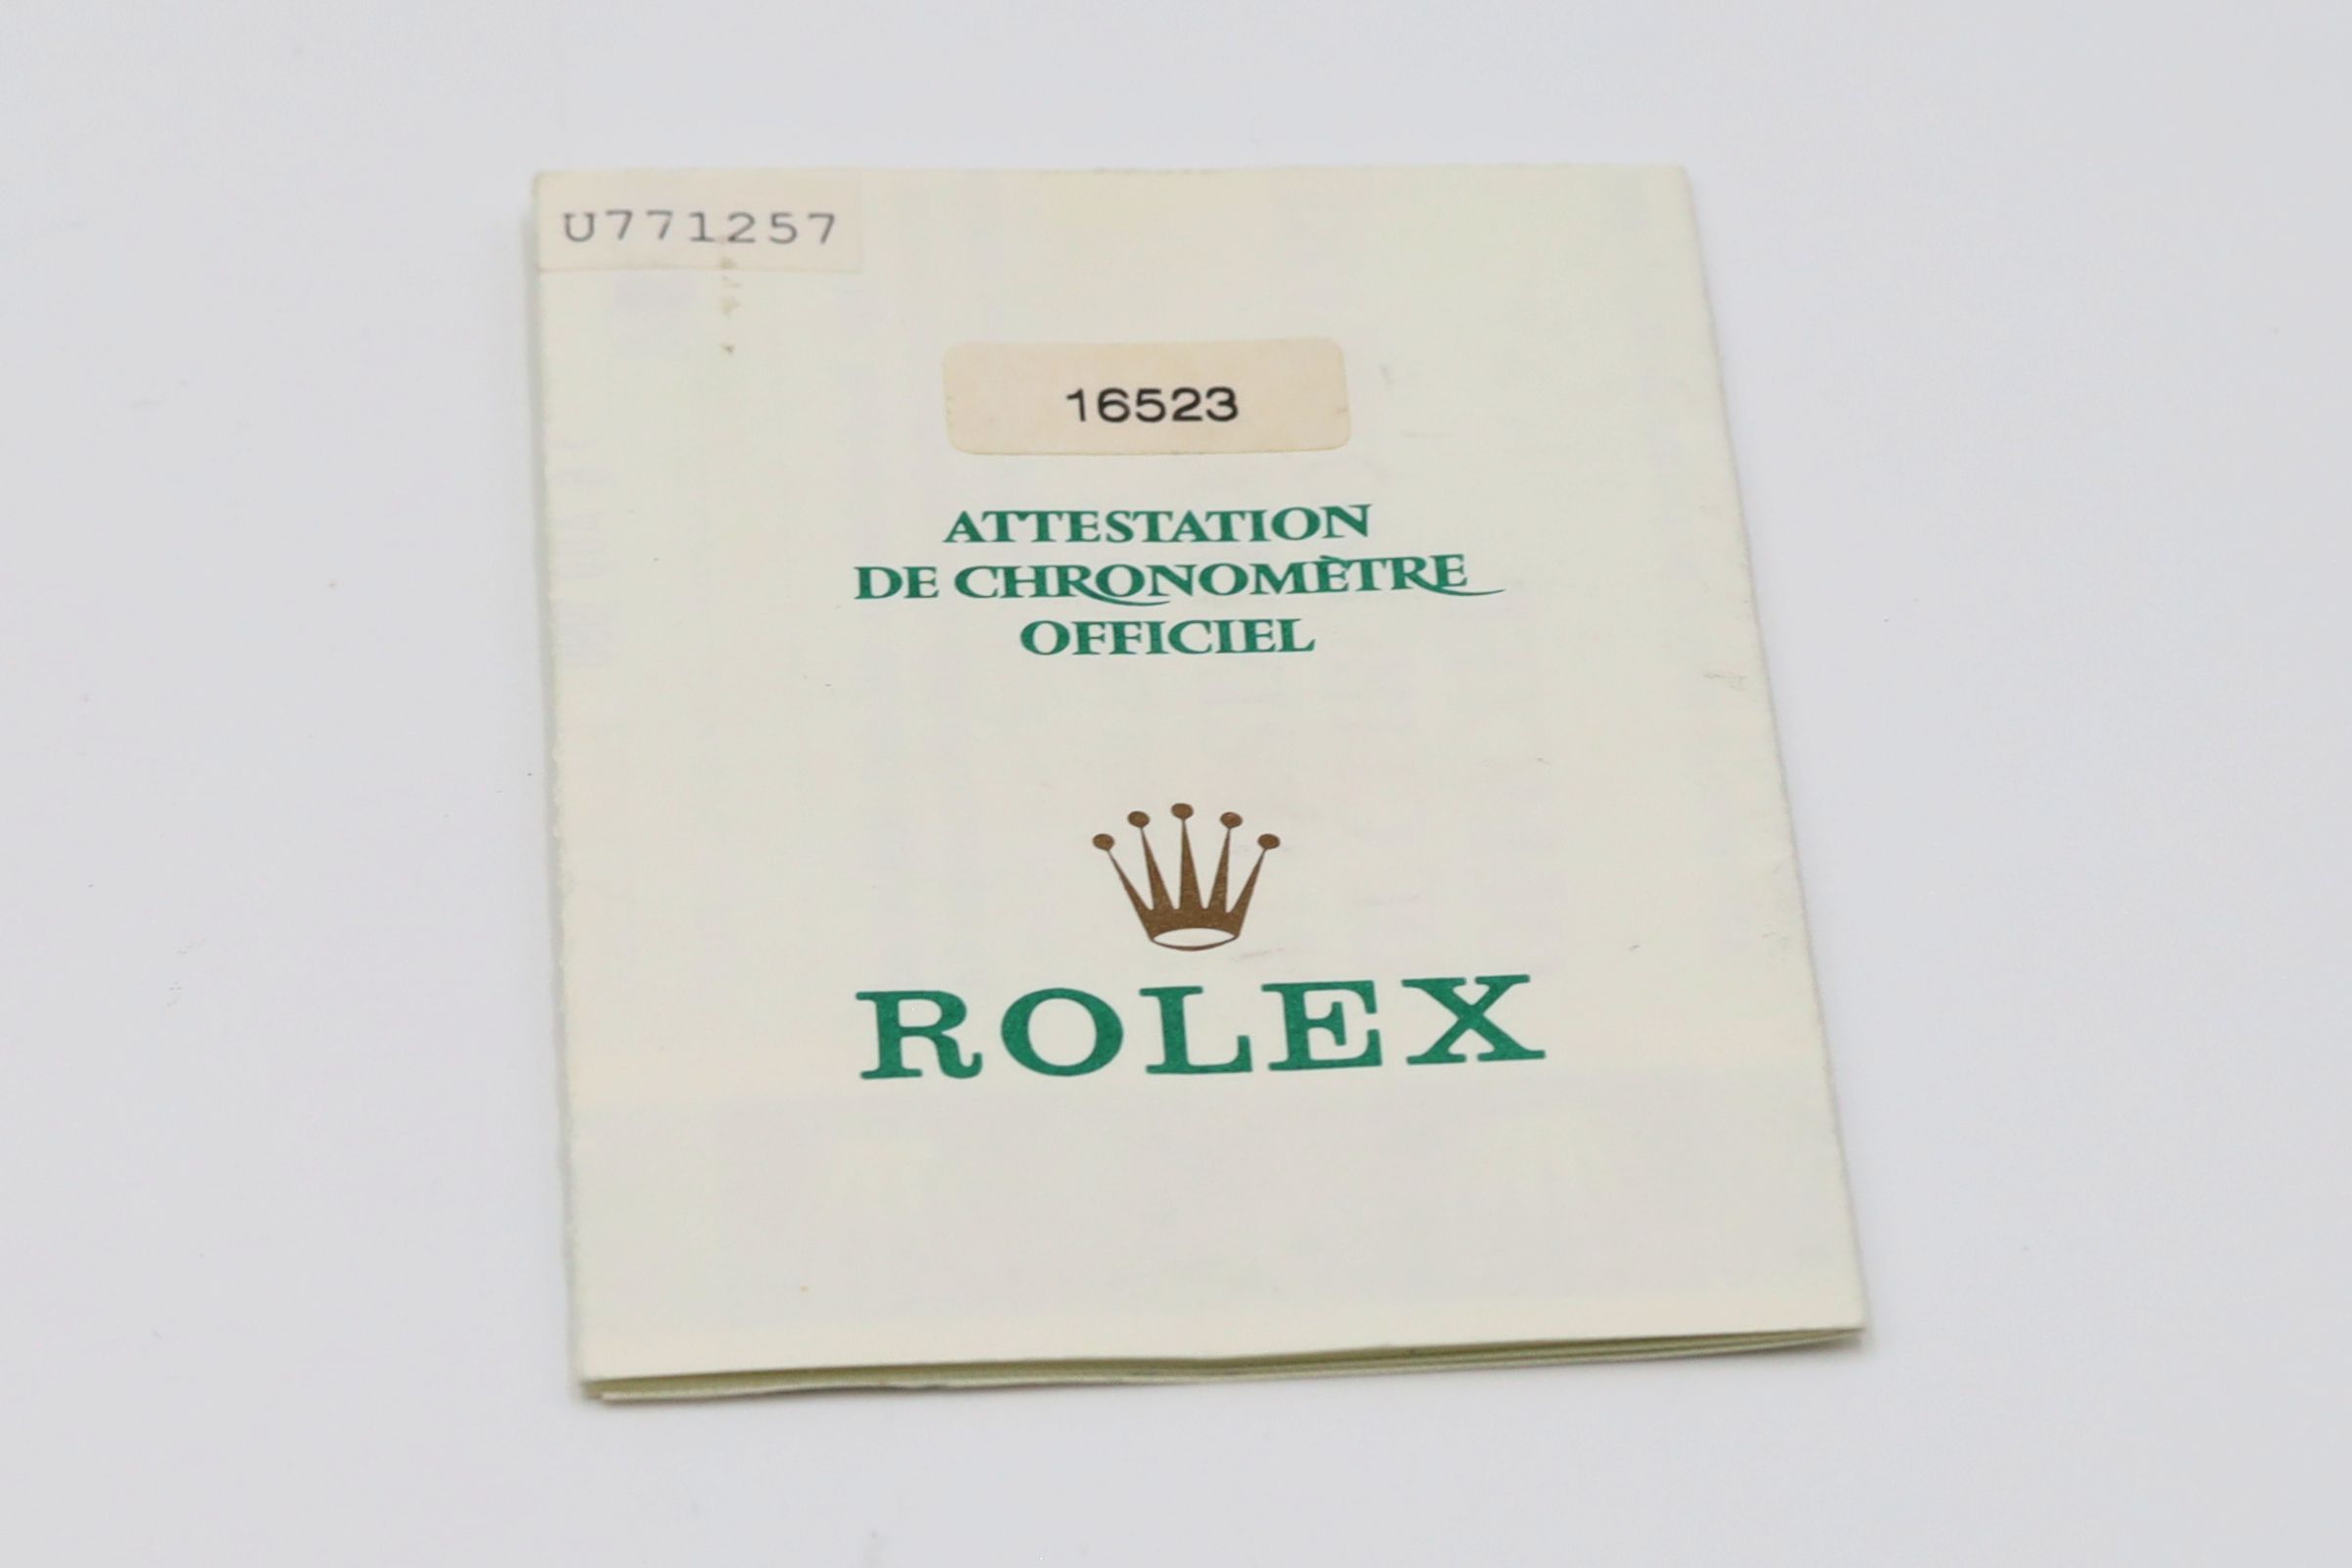 U771257
16523
ATTESTATION
DE CHRONOMÈTRE
OFFICIEL
ROLEX